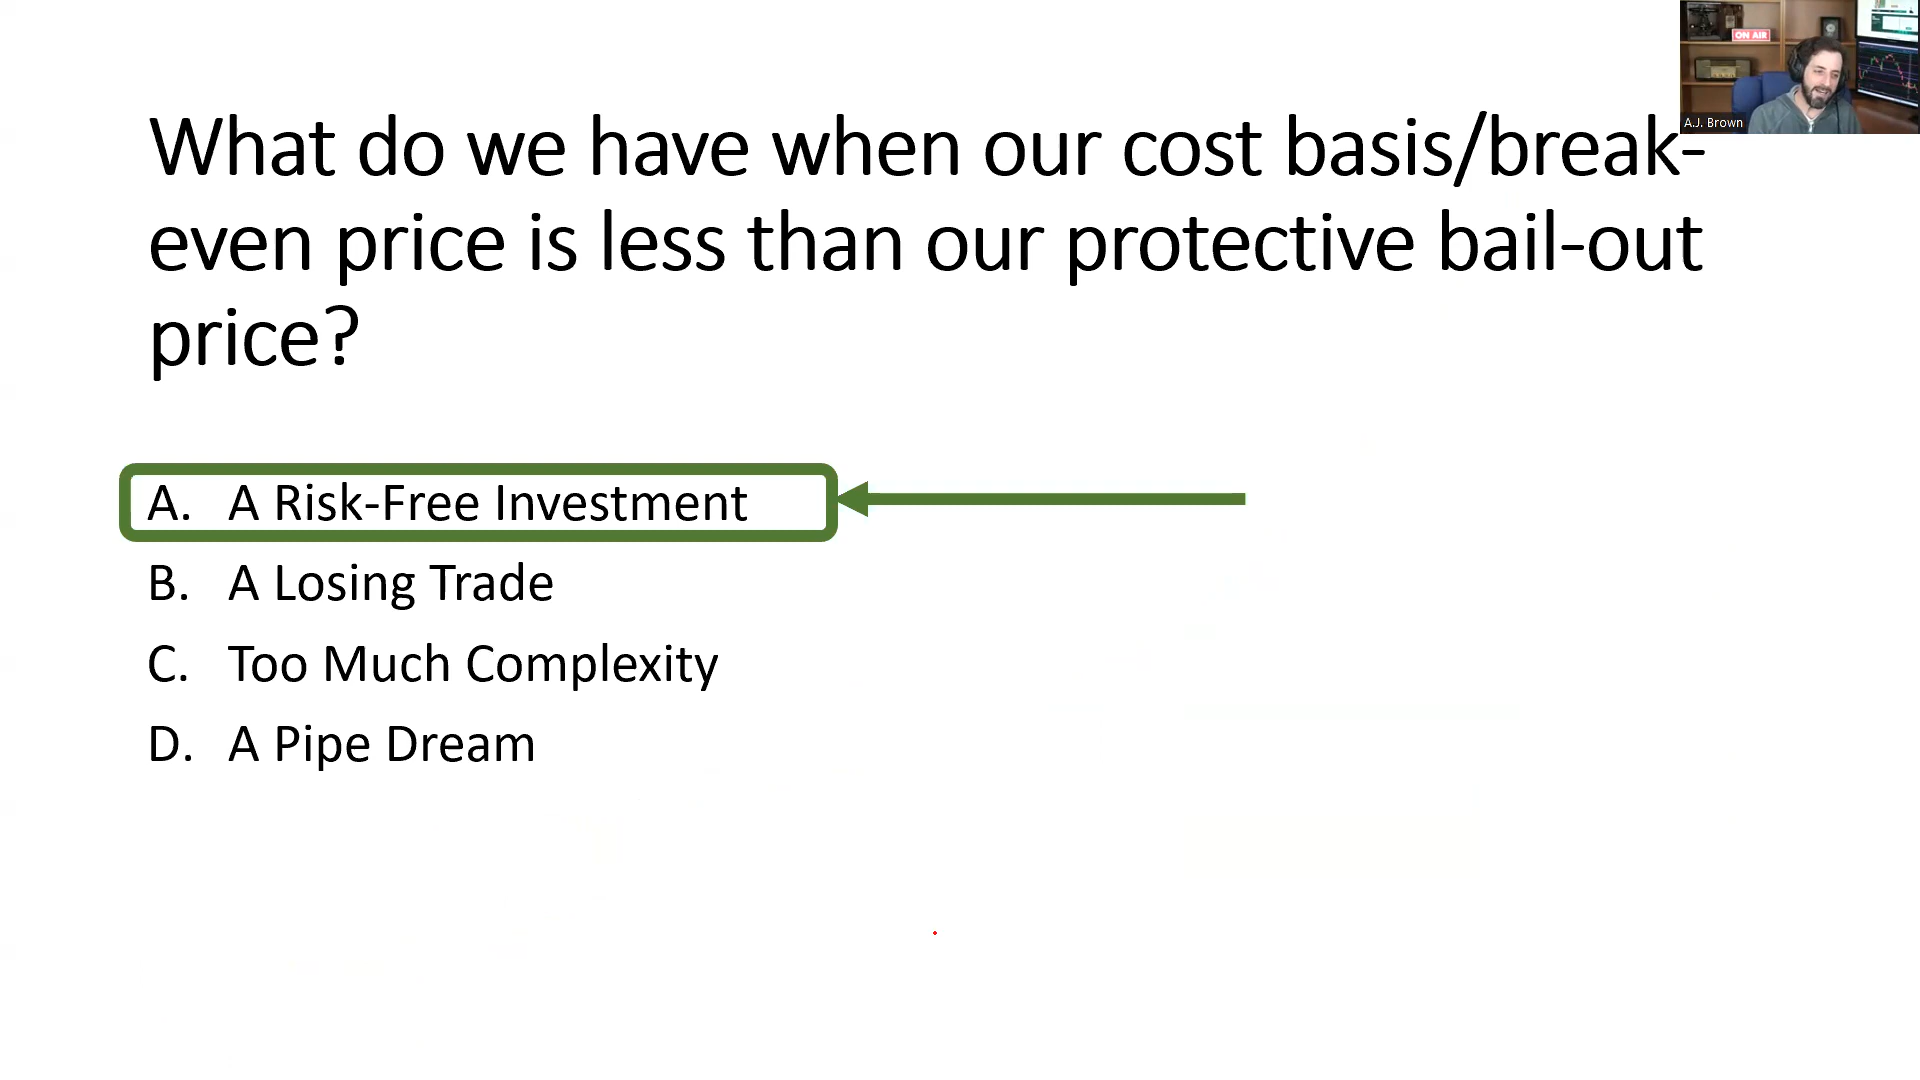 ON AIR
A.J. Brown
What do we have when our cost basis/break-
even price is less than our protective bail-out
price?
A. A Risk-Free Investment
B. A Losing Trade
C. Too Much Complexity
D. A Pipe Dream